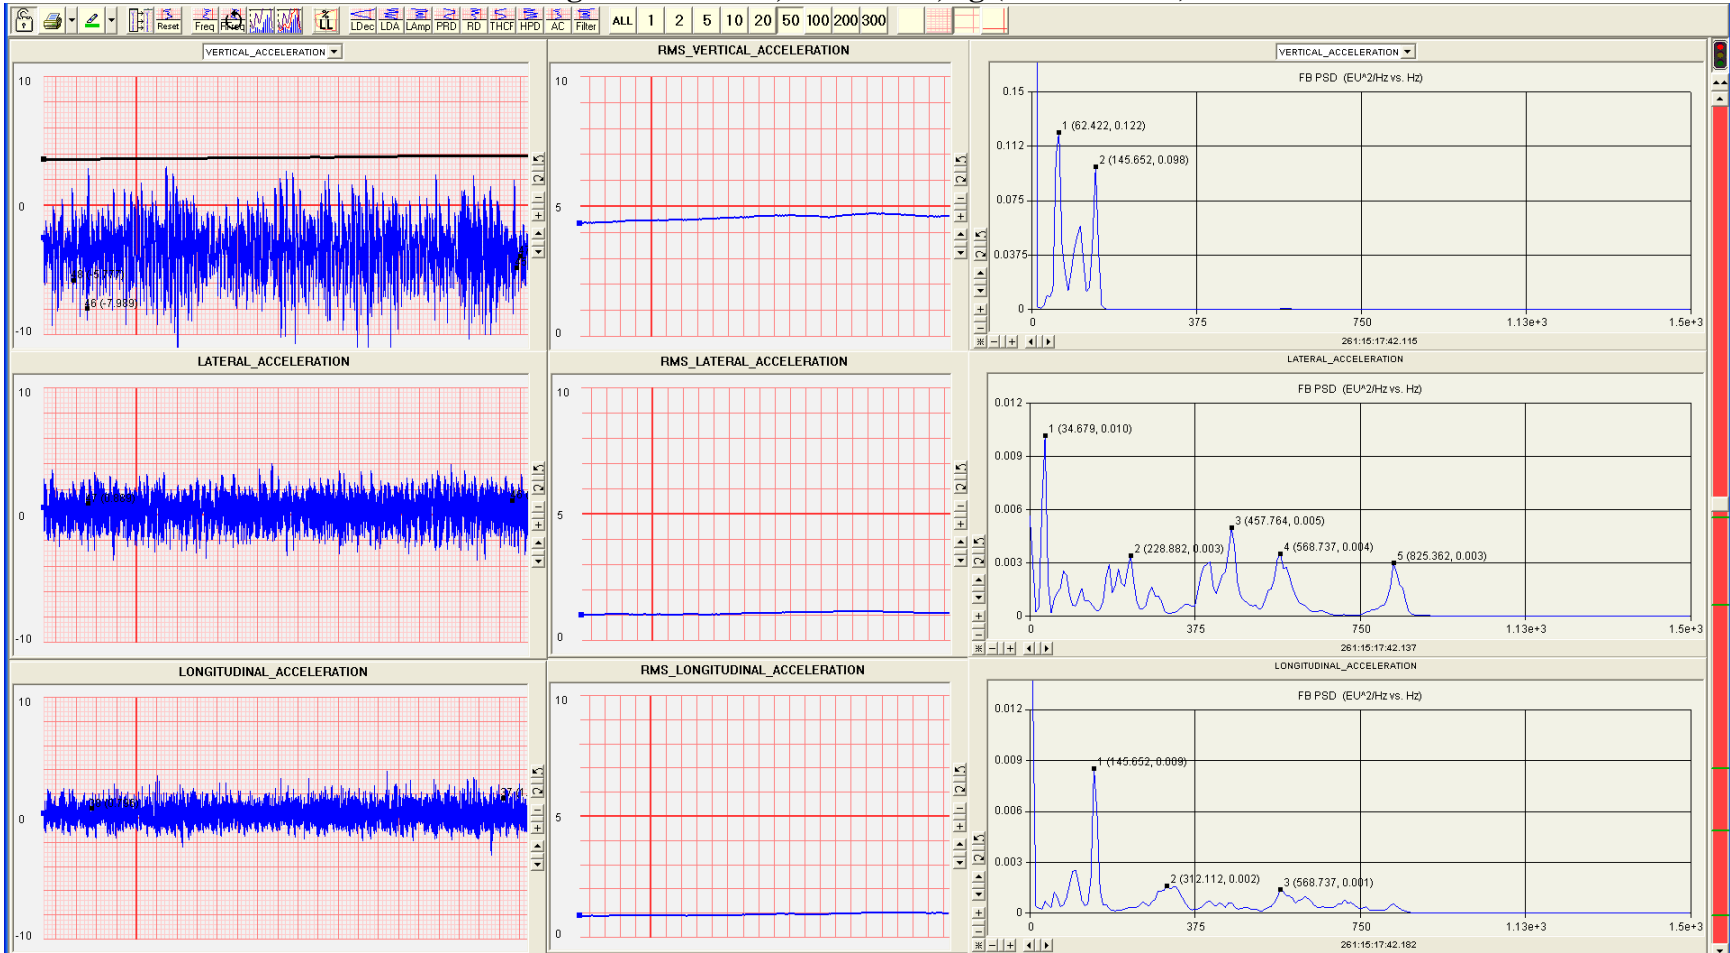 Reset Freq LL LDec LDA LAmp PRD RD THCF HPD AC Filter ALL 1 2 5 10 20 50 100 200 300
VERTICAL_ACCELERATION
10
0
-10
46 (-7.989)
RMS_VERTICAL_ACCELERATION
10
5
0
VERTICAL_ACCELERATION
FB PSD (EU^2/Hz vs. Hz)
0.15
0.112
0.075
0.0375
0
1 (62.422, 0.122)
2 (145.652, 0.098)
0 375 750 1.13e+3 1.5e+3
261:15:17:42.115
LATERAL_ACCELERATION
10
0
-10
RMS_LATERAL_ACCELERATION
10
5
0
LATERAL_ACCELERATION
FB PSD (EU^2/Hz vs. Hz)
0.012
0.009
0.006
0.003
0
1 (34.679, 0.010)
2 (228.882, 0.003)
3 (457.764, 0.005)
4 (568.737, 0.004)
5 (825.362, 0.003)
0 375 750 1.13e+3 1.5e+3
261:15:17:42.137
LONGITUDINAL_ACCELERATION
10
0
-10
RMS_LONGITUDINAL_ACCELERATION
10
5
0
LONGITUDINAL_ACCELERATION
FB PSD (EU^2/Hz vs. Hz)
0.012
0.009
0.006
0.003
0
1 (145.652, 0.009)
2 (312.112, 0.002)
3 (568.737, 0.001)
0 375 750 1.13e+3 1.5e+3
261:15:17:42.182